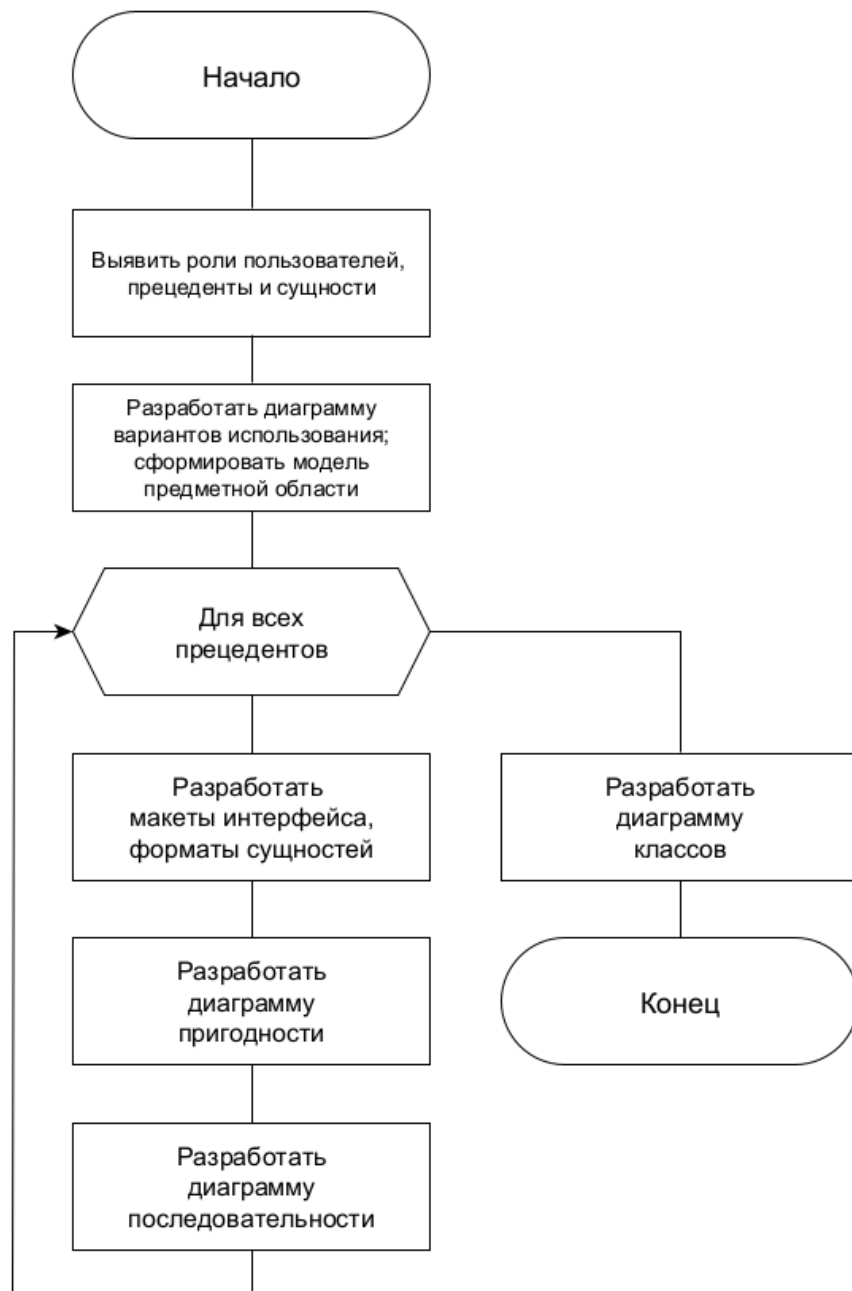 Начало
Выявить роли пользователей,
прецеденты и сущности
Разработать диаграмму
вариантов использования;
сформировать модель
предметной области
Для всех
прецедентов
Разработать
макеты интерфейса,
форматы сущностей
Разработать
диаграмму
классов
Разработать
диаграмму
пригодности
Конец
Разработать
диаграмму
последовательности